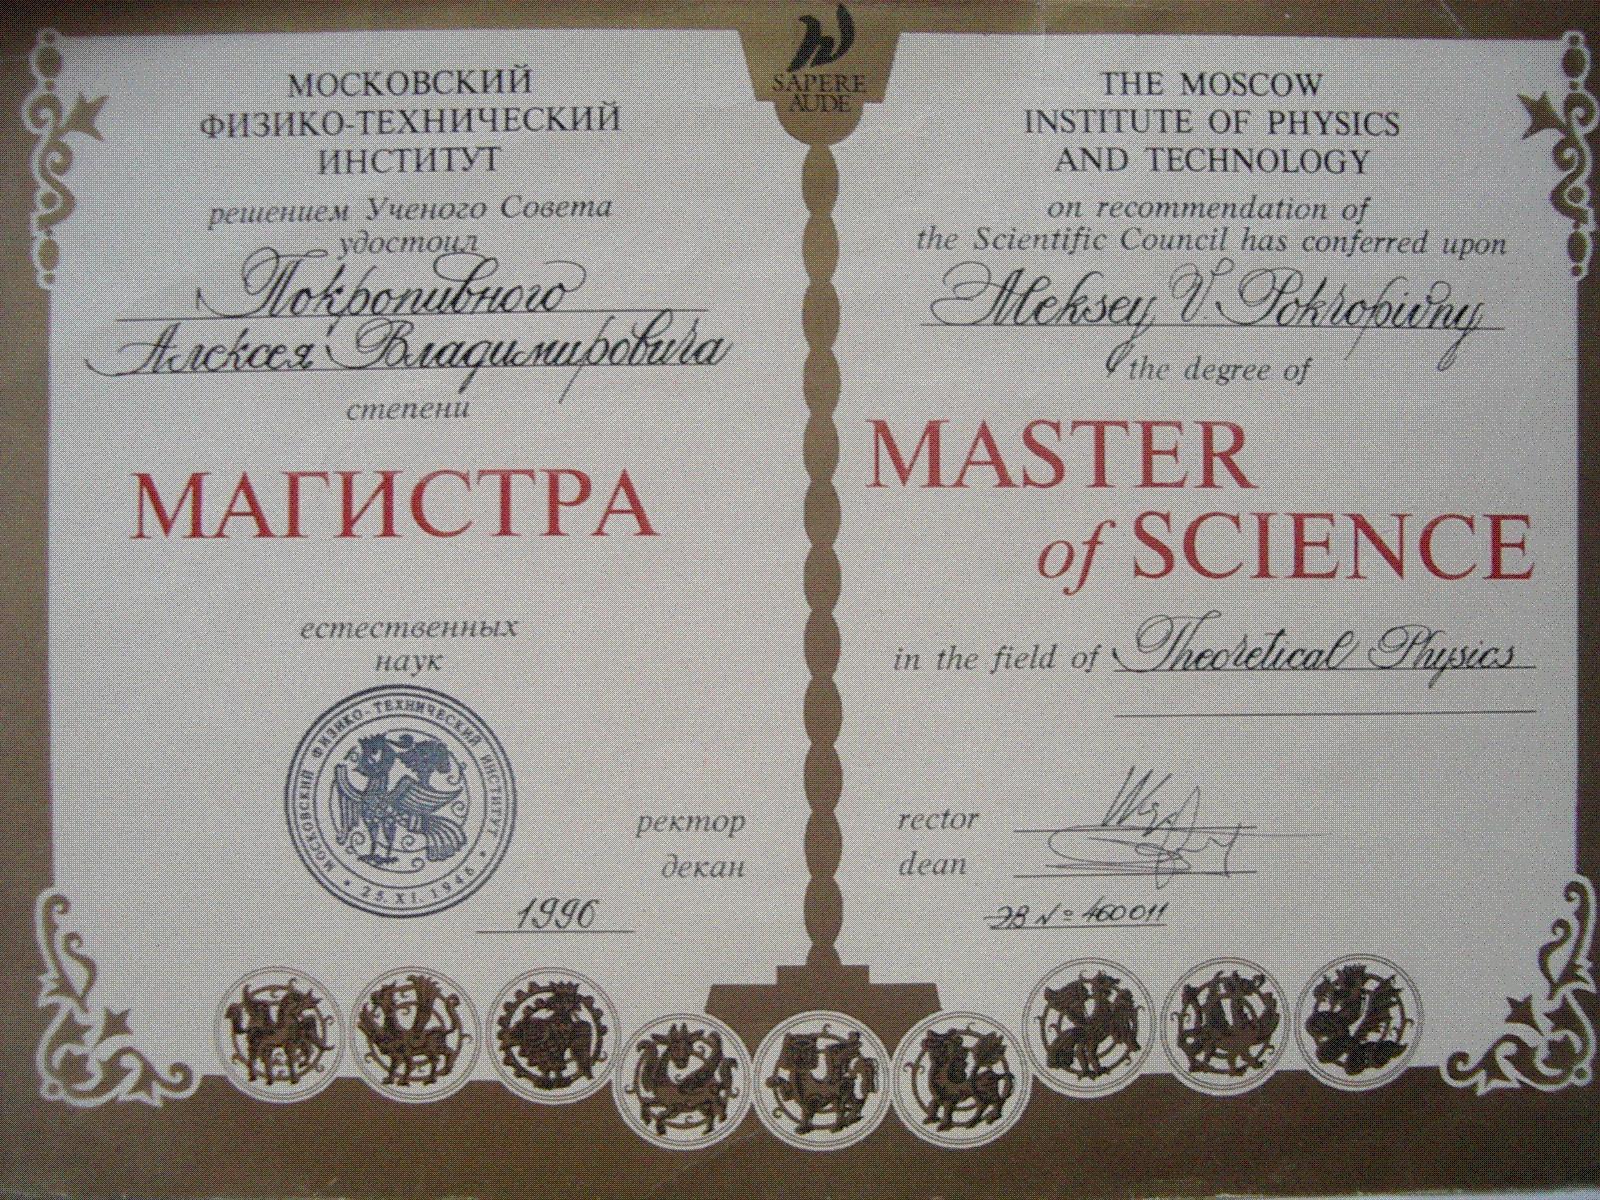 SAPERE
AUDE
МОСКОВСКИЙ
ФИЗИКО-ТЕХНИЧЕСКИЙ
ИНСТИТУТ
решением Ученого Совета
удостоил
Покропивного
Алексея Владимировича
степени
МАГИСТРА
естественных
наук
МОСКОВСКИЙ ФИЗИКО-ТЕХНИЧЕСКИЙ ИНСТИТУТ
25.XI.1946
ректор
декан
1996
THE MOSCOW
INSTITUTE OF PHYSICS
AND TECHNOLOGY
on recommendation of
the Scientific Council has conferred upon
Aleksey V. Pokropivny
the degree of
MASTER
of SCIENCE
in the field of Theoretical Physics
rector
dean
ЭВ № 460011